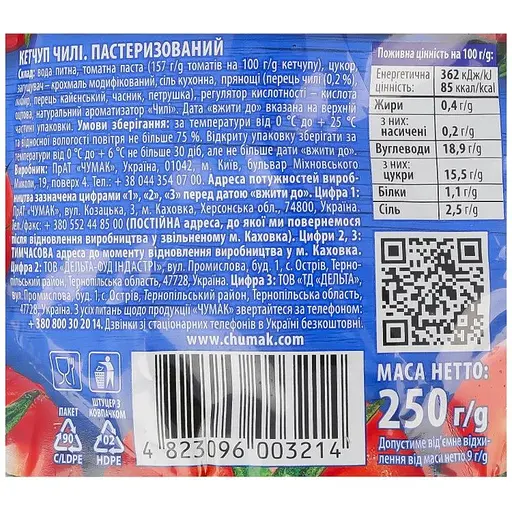 КЕТЧУП ЧИЛІ. ПАСТЕРИЗОВАНИЙ
Склад: вода питна, томатна паста (157 г томатів на 100 г кетчупу), цукор,
загущувач – крохмаль модифікований, сіль кухонна, прянощі (перець чилі (0,2 %),
імбир, перець кайєнський, часник, петрушка), регулятор кислотності – кислота
оцтова, натуральний ароматизатор «Чилі». Дата «вжити до» вказана на верхній
частині упаковки. Умови зберігання: за температури від 0 °С до + 25 °С
та відносної вологості повітря не більше 75 %. Відкриту упаковку зберігати за
температури від 0 °С до + 6 °С не більше 30 діб, але не довше дати «вжити до».
Виробник: ПрАТ «ЧУМАК», Україна, 01042, м. Київ, бульвар Міхновського
Миколи, 19, поверх 4. Тел. + 38 044 354 07 00. Адреса потужностей вироб-
ництва зазначена цифрами «1», «2», «3» перед датою «вжити до». Цифра 1:
ПрАТ «ЧУМАК», вул. Козацька, 3, м. Каховка, Херсонська обл., 74800, Україна.
Тел./факс: + 380 552 44 85 00 (ПОСТІЙНА адреса, до якої ми повернемося
після відновлення виробництва у звільненому м. Каховка). Цифри 2, 3:
ТИМЧАСОВА адреса до моменту відновлення виробництва у м. Каховка.
Цифра 2: ТОВ «ДЕЛЬТА-ФУД ІНДАСТРІ», вул. Промислова, буд. 1, с. Острів, Терно-
пільський район, Тернопільська область, 47728, Україна. Цифра 3: ТОВ «ТД «ДЕЛЬТА»,
вул. Промислова, буд. 1, с. Острів, Тернопільський район, Тернопільська область,
47728, Україна. З усіх питань щодо продукції "ЧУМАК" звертайтеся за телефоном:
+ 380 800 30 20 14. Дзвінки зі стаціонарних телефонів в Україні безкоштовні.
www.chumak.com
Поживна цінність на 100 г/g:
Енергетична цінність: 362 кДж/kJ 85 ккал/kcal
Жири 0,4 г/g
з них: насичені 0,2 г/g
Вуглеводи 18,9 г/g
з них: цукри 15,5 г/g
Білки 1,1 г/g
Сіль 2,5 г/g
МАСА НЕТТО:
250 г/g
Допустиме від'ємне відхи-
лення від маси нетто 9 г/g
ПАКЕТ
90
C/LDPE
ШТУЦЕР З
КОВПАЧКОМ
02
HDPE
4 823096 003214